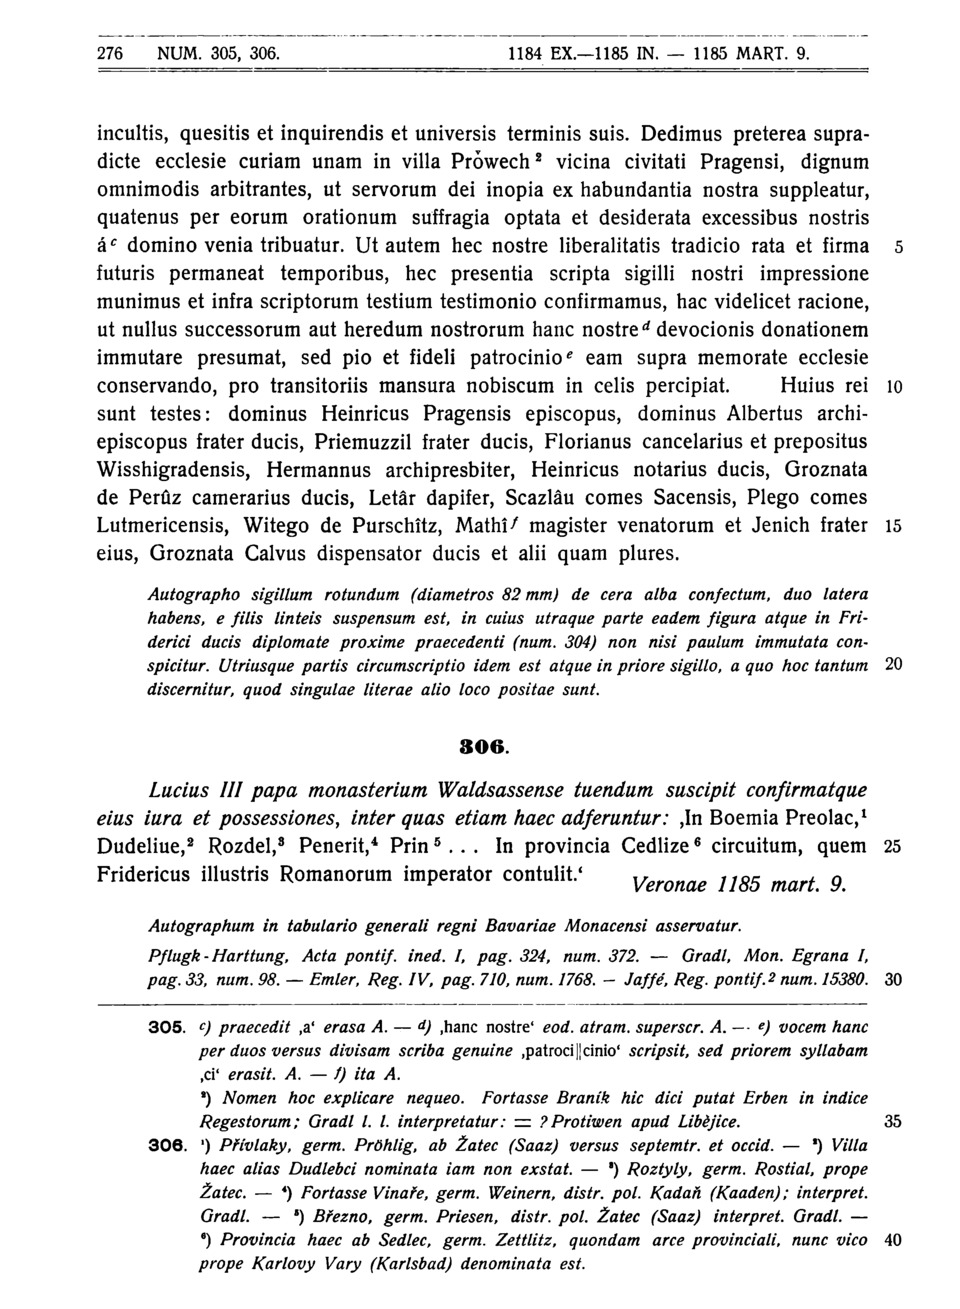 276 NUM. 305, 306. 1184 EX.—1185 IN. — 1185 MART. 9.
incultis, quesitis et inquirendis et universis terminis suis. Dedimus preterea supra-
dicte ecclesie curiam unam in villa Prǒwech² vicina civitati Pragensi, dignum
omnimodis arbitrantes, ut servorum dei inopia ex habundantia nostra suppleatur,
quatenus per eorum orationum suffragia optata et desiderata excessibus nostris
á ᶜ domino venia tribuatur. Ut autem hec nostre liberalitatis tradicio rata et firma 5
futuris permaneat temporibus, hec presentia scripta sigilli nostri impressione
munimus et infra scriptorum testium testimonio confirmamus, hac videlicet racione,
ut nullus successorum aut heredum nostrorum hanc nostre ᵈ devocionis donationem
immutare presumat, sed pio et fideli patrocinio ᵉ eam supra memorate ecclesie
conservando, pro transitoriis mansura nobiscum in celis percipiat. Huius rei 10
sunt testes: dominus Heinricus Pragensis episcopus, dominus Albertus archi-
episcopus frater ducis, Priemuzzil frater ducis, Florianus cancelarius et prepositus
Wisshigradensis, Hermannus archipresbiter, Heinricus notarius ducis, Groznata
de Perûz camerarius ducis, Letâr dapifer, Scazlâu comes Sacensis, Plego comes
Lutmericensis, Witego de Purschîtz, Mathî ᶠ magister venatorum et Jenich frater 15
eius, Groznata Calvus dispensator ducis et alii quam plures.
Autographo sigillum rotundum (diametros 82 mm) de cera alba confectum, duo latera
habens, e filis linteis suspensum est, in cuius utraque parte eadem figura atque in Fri-
derici ducis diplomate proxime praecedenti (num. 304) non nisi paulum immutata con-
spicitur. Utriusque partis circumscriptio idem est atque in priore sigillo, a quo hoc tantum 20
discernitur, quod singulae literae alio loco positae sunt.
306.
Lucius III papa monasterium Waldsassense tuendum suscipit confirmatque
eius iura et possessiones, inter quas etiam haec adferuntur: ‚In Boemia Preolac,¹
Dudeliue,² Rozdel,³ Penerit,⁴ Prin⁵ . . . In provincia Cedlize⁶ circuitum, quem 25
Fridericus illustris Romanorum imperator contulit.‘ Veronae 1185 mart. 9.
Autographum in tabulario generali regni Bavariae Monacensi asservatur.
Pflugk-Harttung, Acta pontif. ined. I, pag. 324, num. 372. — Gradl, Mon. Egrana I,
pag. 33, num. 98. — Emler, Reg. IV, pag. 710, num. 1768. — Jaffé, Reg. pontif.² num. 15380. 30
305. c) praecedit ‚a‘ erasa A. — d) ‚hanc nostre‘ eod. atram. superscr. A. — e) vocem hanc
per duos versus divisam scriba genuine ‚patroci||cinio‘ scripsit, sed priorem syllabam
‚ci‘ erasit. A. — f) ita A.
²) Nomen hoc explicare nequeo. Fortasse Braník hic dici putat Erben in indice
Regestorum; Gradl l. l. interpretatur: = ? Protiwen apud Libějice. 35
306. ¹) Přívlaky, germ. Pröhlig, ab Žatec (Saaz) versus septemtr. et occid. — ²) Villa
haec alias Dudlebci nominata iam non exstat. — ³) Roztyly, germ. Rostial, prope
Žatec. — ⁴) Fortasse Vinaře, germ. Weinern, distr. pol. Kadaň (Kaaden); interpret.
Gradl. — ⁵) Březno, germ. Priesen, distr. pol. Žatec (Saaz) interpret. Gradl. —
⁶) Provincia haec ab Sedlec, germ. Zettlitz, quondam arce provinciali, nunc vico 40
prope Karlovy Vary (Karlsbad) denominata est.